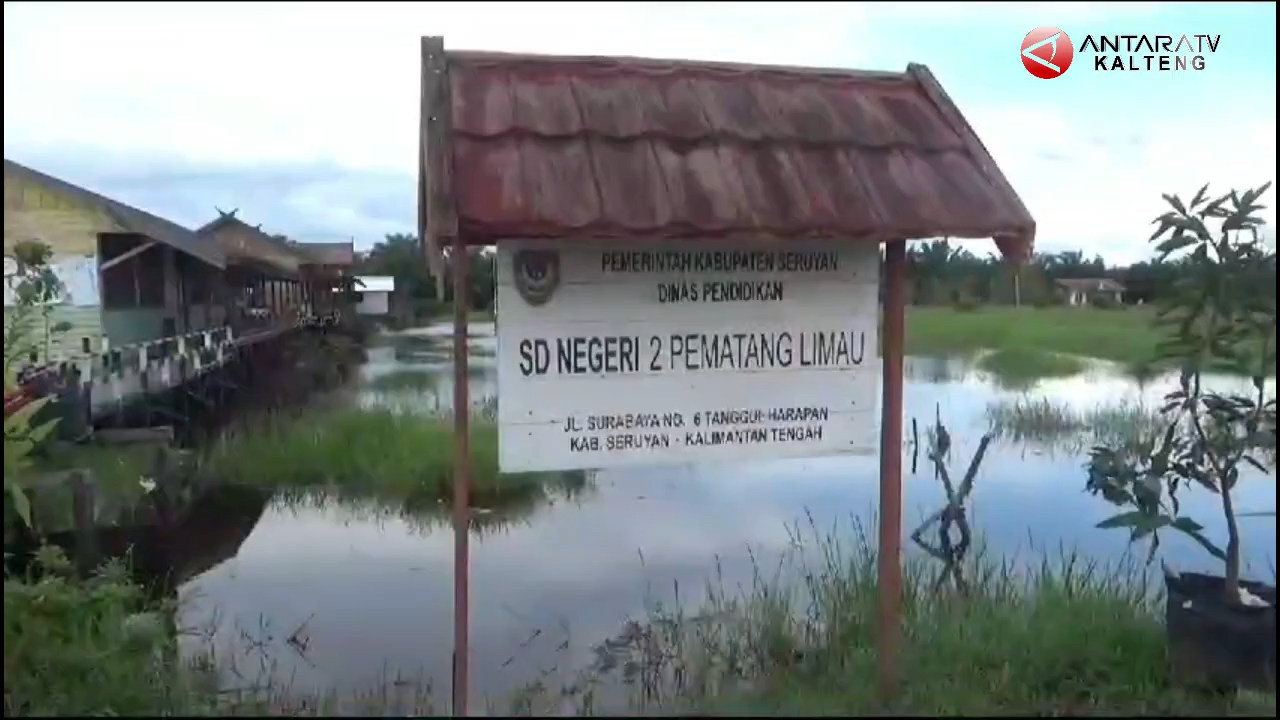 ANTARATV
KALTENG
PEMERINTAH KABUPATEN SERUYAN
DINAS PENDIDIKAN
SD NEGERI 2 PEMATANG LIMAU
JL. SURABAYA NO. 6 TANGGUL HARAPAN
KAB. SERUYAN - KALIMANTAN TENGAH